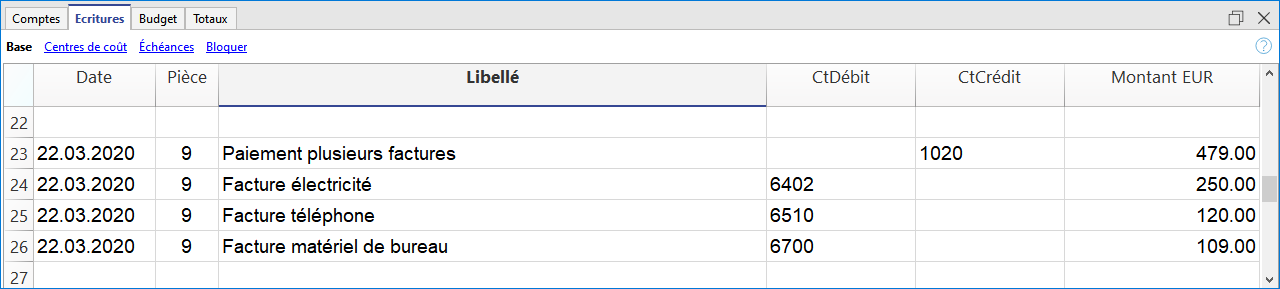 Comptes Ecritures Budget Totaux
Base Centres de coût Échéances Bloquer ?
Date Pièce Libellé CtDébit CtCrédit Montant EUR
22
23 22.03.2020 9 Paiement plusieurs factures 1020 479.00
24 22.03.2020 9 Facture électricité 6402 250.00
25 22.03.2020 9 Facture téléphone 6510 120.00
26 22.03.2020 9 Facture matériel de bureau 6700 109.00
27